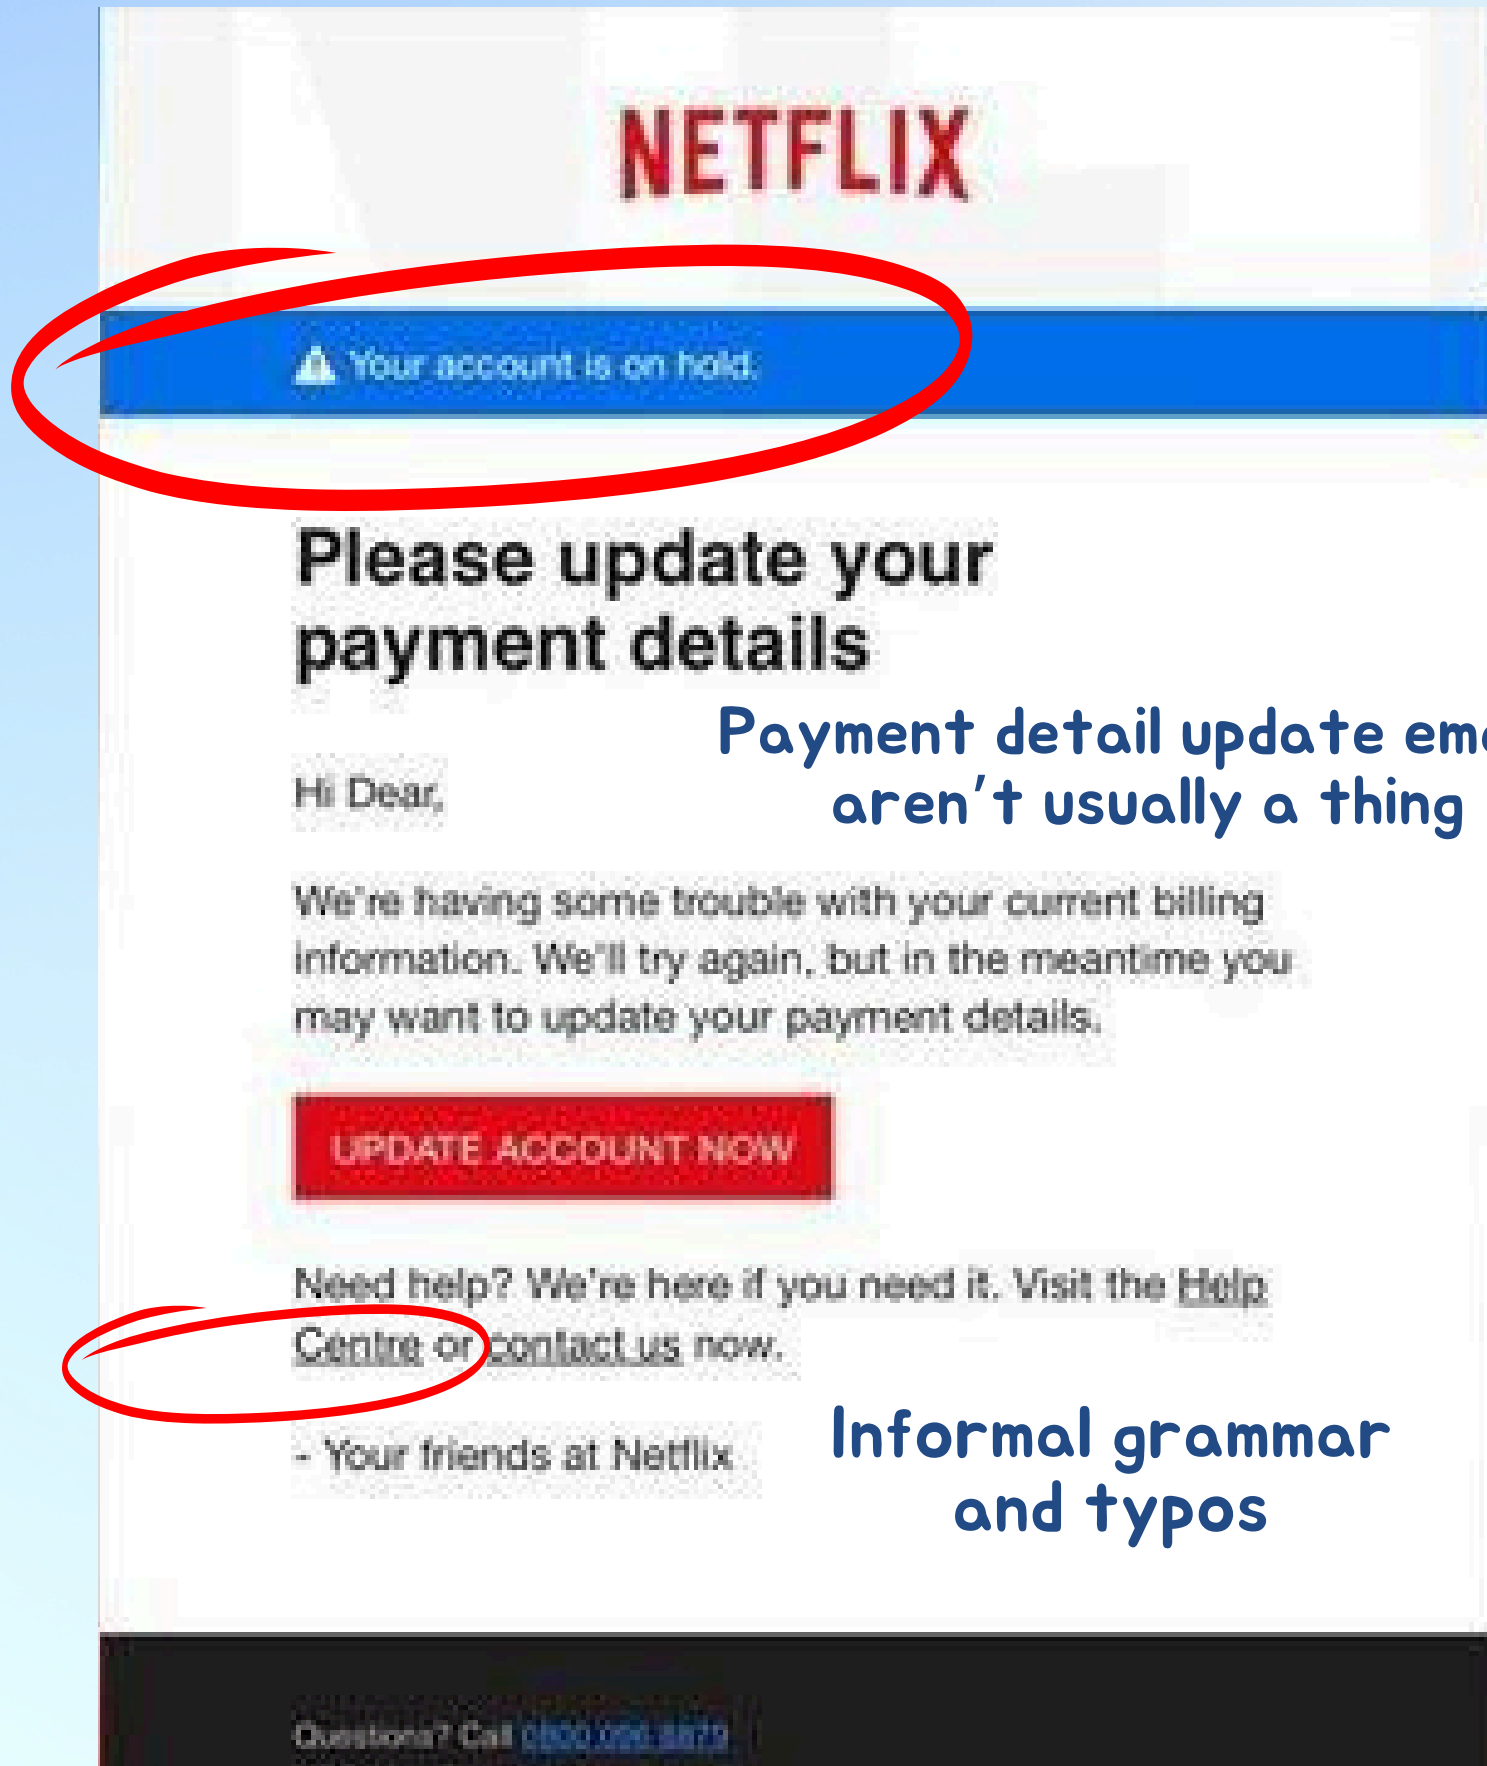 NETFLIX
Your account is on hold.
Please update your
payment details
Payment detail update ema
aren't usually a thing
Hi Dear,
We're having some trouble with your current billing
information. We'll try again, but in the meantime you
may want to update your payment details.
UPDATE ACCOUNT NOW
Need help? We're here if you need it. Visit the Help
Centre or contact us now.
- Your friends at Netflix
Informal grammar
and typos
Questions? Call